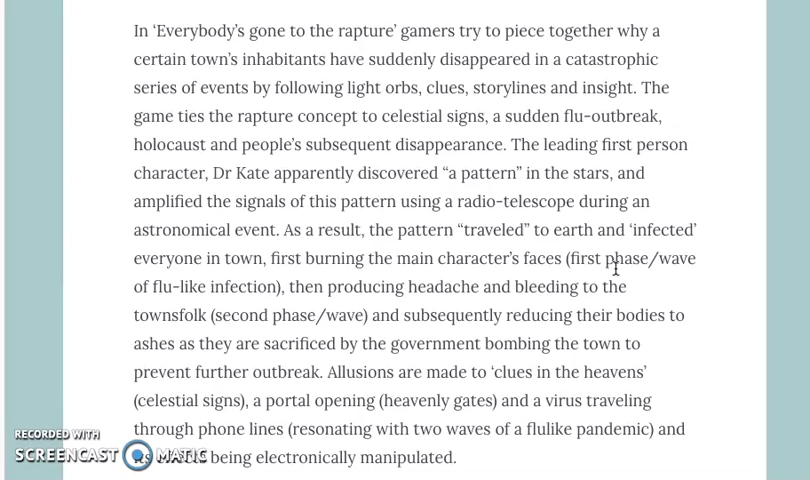 In ‘Everybody’s gone to the rapture’ gamers try to piece together why a
certain town’s inhabitants have suddenly disappeared in a catastrophic
series of events by following light orbs, clues, storylines and insight. The
game ties the rapture concept to celestial signs, a sudden flu-outbreak,
holocaust and people’s subsequent disappearance. The leading first person
character, Dr Kate apparently discovered “a pattern” in the stars, and
amplified the signals of this pattern using a radio-telescope during an
astronomical event. As a result, the pattern “traveled” to earth and ‘infected’
everyone in town, first burning the main character’s faces (first phase/wave
of flu-like infection), then producing headache and bleeding to the
townsfolk (second phase/wave) and subsequently reducing their bodies to
ashes as they are sacrificed by the government bombing the town to
prevent further outbreak. Allusions are made to ‘clues in the heavens’
(celestial signs), a portal opening (heavenly gates) and a virus traveling
through phone lines (resonating with two waves of a flulike pandemic) and
being electronically manipulated.
RECORDED WITH
SCREENCAST MATIC